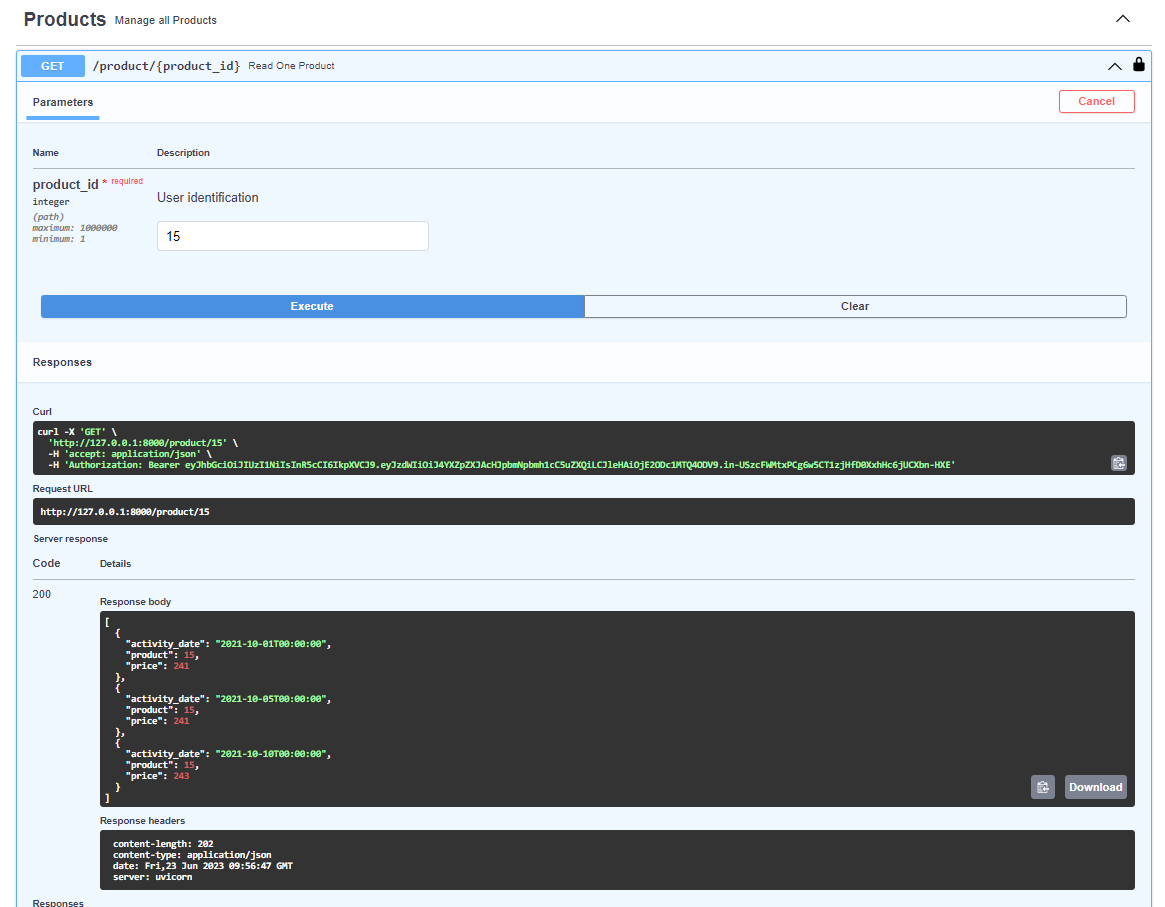 Products Manage all Products
GET /product/{product_id} Read One Product
Parameters
Cancel
Name Description
product_id * required
integer
(path)
maximum: 1000000
minimum: 1
User identification
15
Execute Clear
Responses
Curl
curl -X 'GET' \
'http://127.0.0.1:8000/product/15' \
-H 'accept: application/json' \
-H 'Authorization: Bearer
Request URL
http://127.0.0.1:8000/product/15
Server response
Code Details
200
Response body
[
{
"activity_date": "2021-10-01T00:00:00",
"product": 15,
"price": 241
},
{
"activity_date": "2021-10-05T00:00:00",
"product": 15,
"price": 241
},
{
"activity_date": "2021-10-10T00:00:00",
"product": 15,
"price": 243
}
]
Download
Response headers
content-length: 202
content-type: application/json
date: Fri,23 Jun 2023 09:56:47 GMT
server: uvicorn
Responses